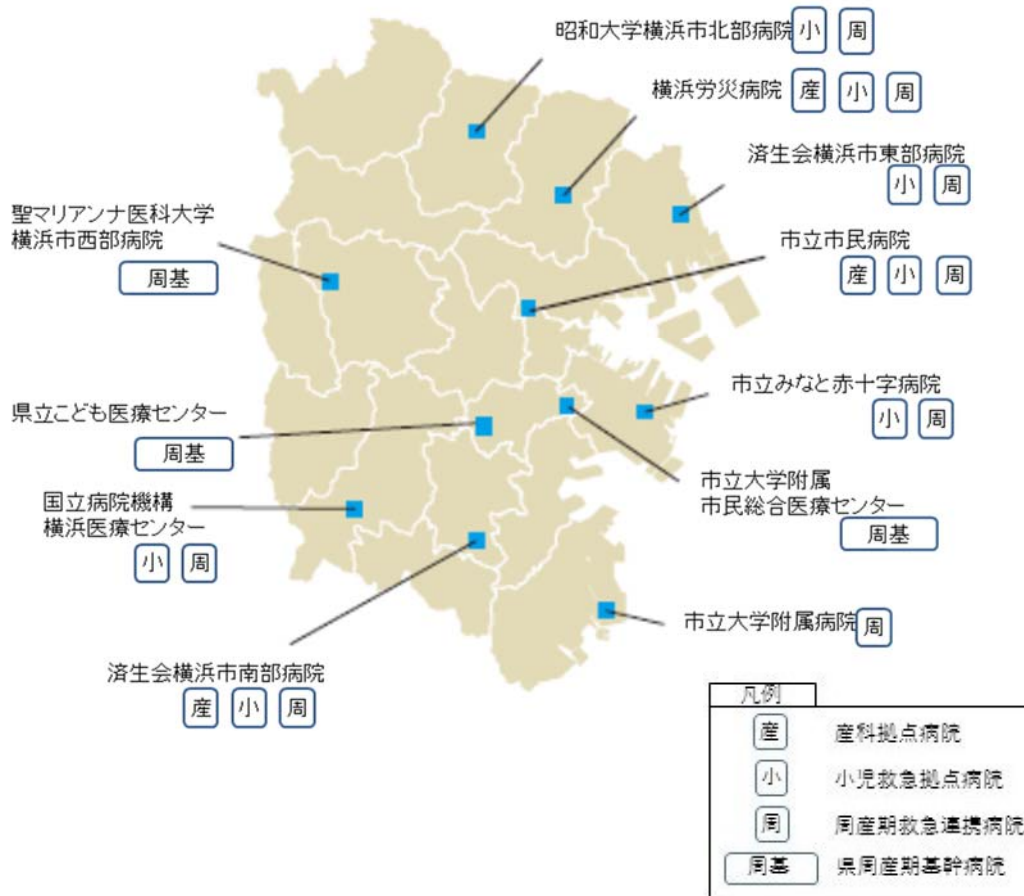 昭和大学横浜市北部病院 小 周
横浜労災病院 産 小 周
済生会横浜市東部病院
小 周
聖マリアンナ医科大学
横浜市西部病院
周基
市立市民病院
産 小 周
市立みなと赤十字病院
小 周
県立こども医療センター
周基
市立大学附属
市民総合医療センター
周基
国立病院機構
横浜医療センター
小 周
市立大学附属病院 周
済生会横浜市南部病院
産 小 周
凡例
産 産科拠点病院
小 小児救急拠点病院
周 周産期救急連携病院
周基 県周産期基幹病院